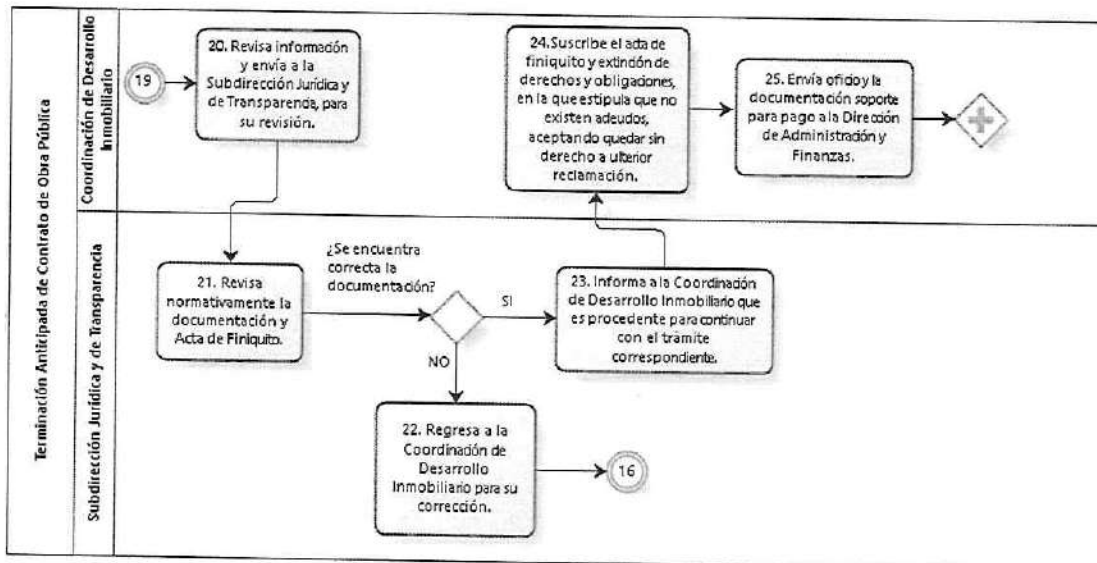 Terminación Anticipada de Contrato de Obra Pública
Coordinación de Desarrollo
Inmobiliario
19
20. Revisa información
y envía a la
Subdirección Jurídica y
de Transparencia, para
su revisión.
24.Suscribe el acta de
finiquito y extinción de
derechos y obligaciones,
en la que estipula que no
existen adeudos,
aceptando quedar sin
derecho a ulterior
reclamación.
25. Envía oficio y la
documentación soporte
para pago a la Dirección
de Administración y
Finanzas.
Subdirección Jurídica y de Transparencia
21. Revisa
normativamente la
documentación y
Acta de Finiquito.
¿Se encuentra
correcta la
documentación?
SI
NO
23. Informa a la Coordinación
de Desarrollo Inmobiliario que
es procedente para continuar
con el trámite
correspondiente.
22. Regresa a la
Coordinación de
Desarrollo
Inmobiliario para su
corrección.
16